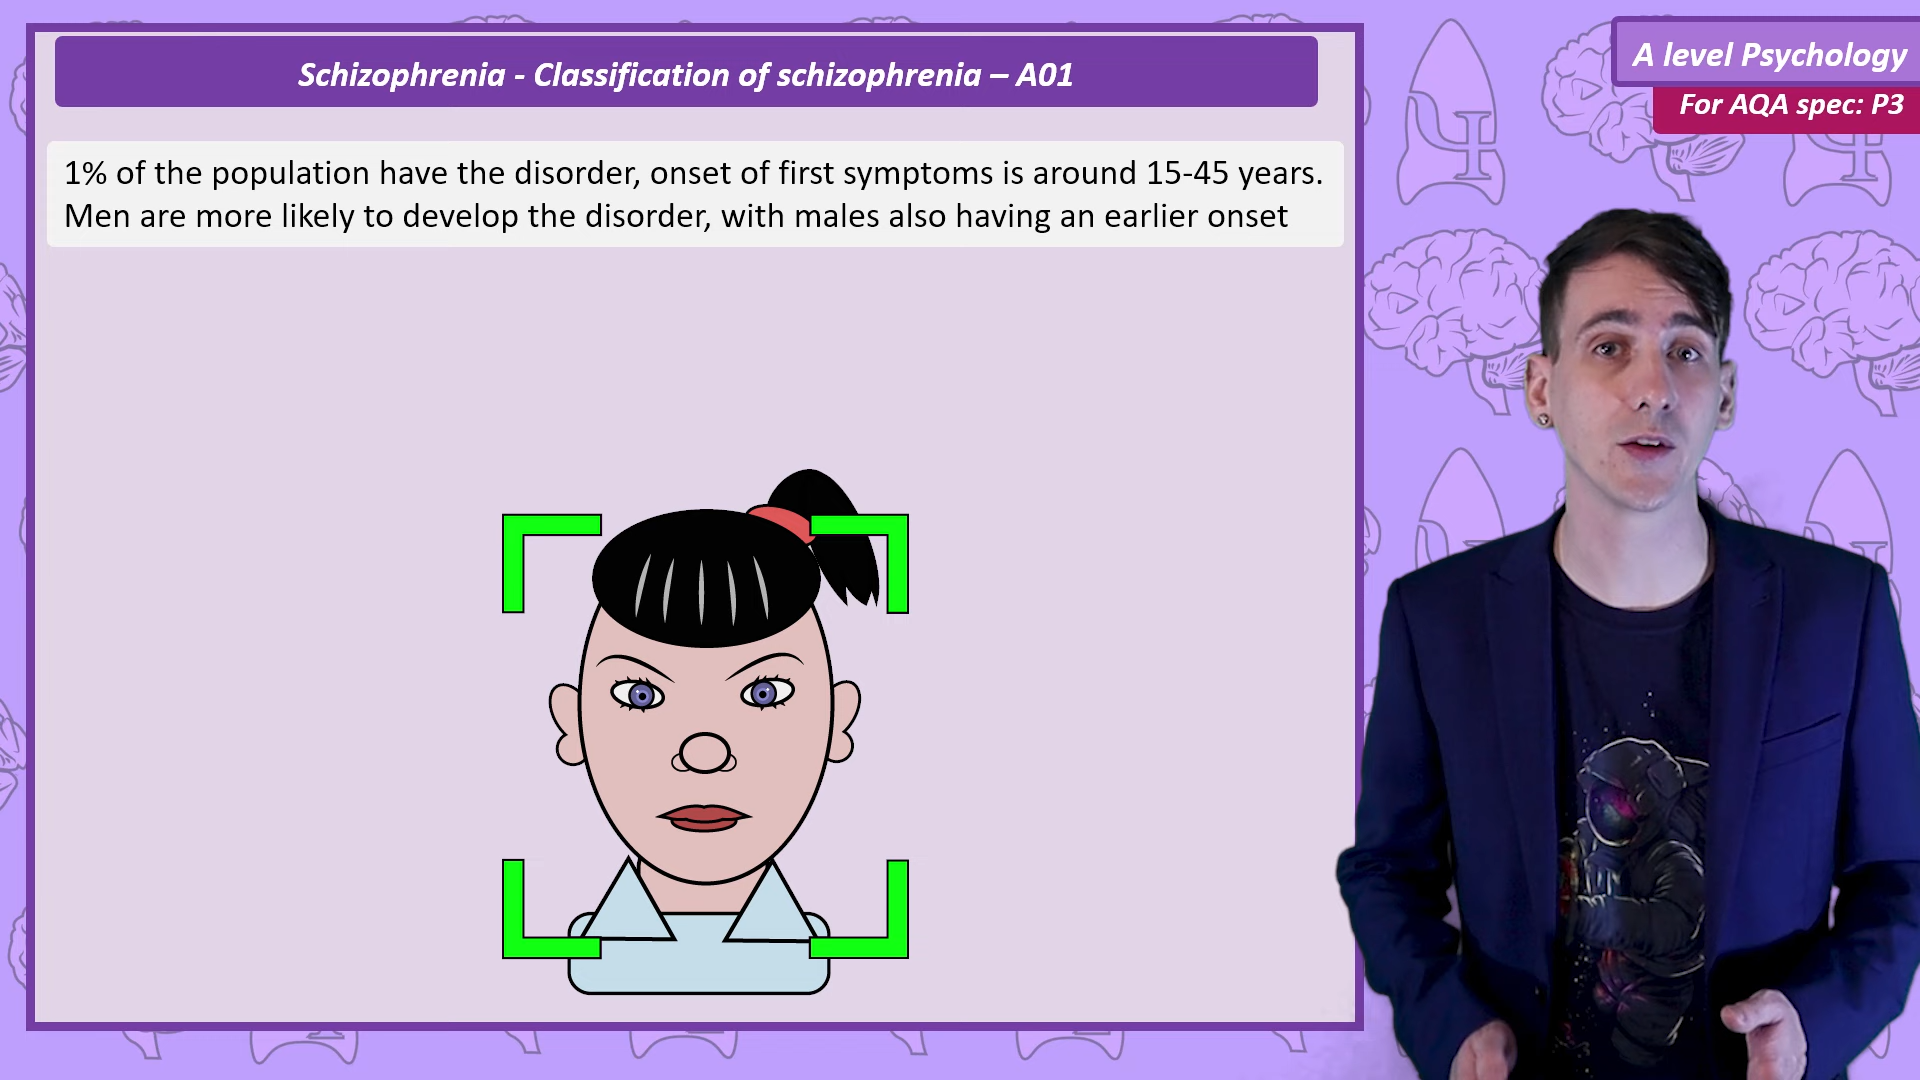 Schizophrenia - Classification of schizophrenia – A01
A level Psychology
For AQA spec: P3
1% of the population have the disorder, onset of first symptoms is around 15-45 years.
Men are more likely to develop the disorder, with males also having an earlier onset